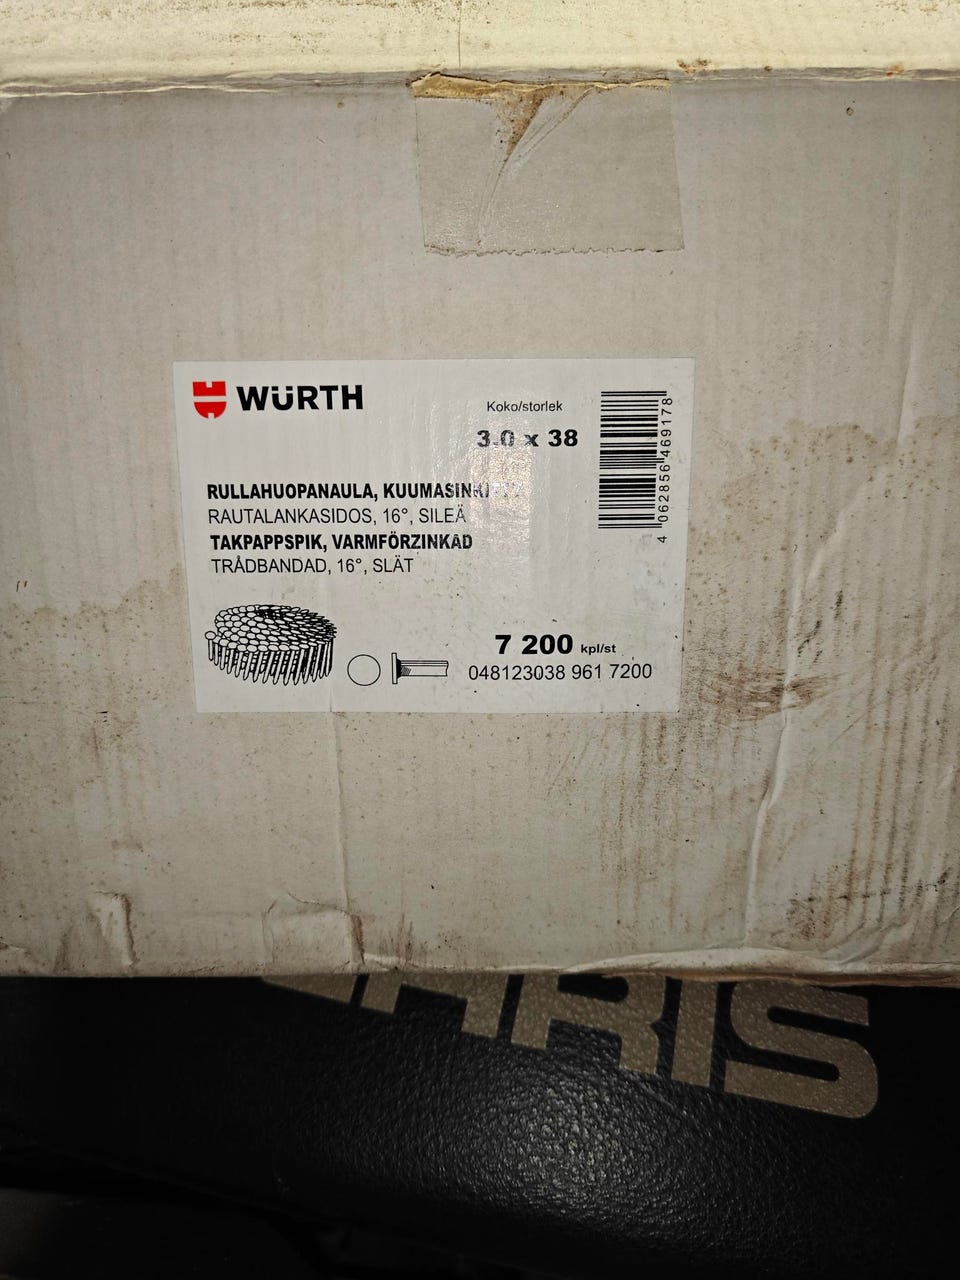 WÜRTH
Koko/storlek
3.0 x 38
4 062856 469178
RULLAHUOPANAULA,
RAUTALANKASIDOS, 16°, SILEÄ
TAKPAPPSPIK, VARMFÖRZINKAD
TRÅDBANDAD, 16°, SLÄT
7 200 kpl/st
048123038 961 7200